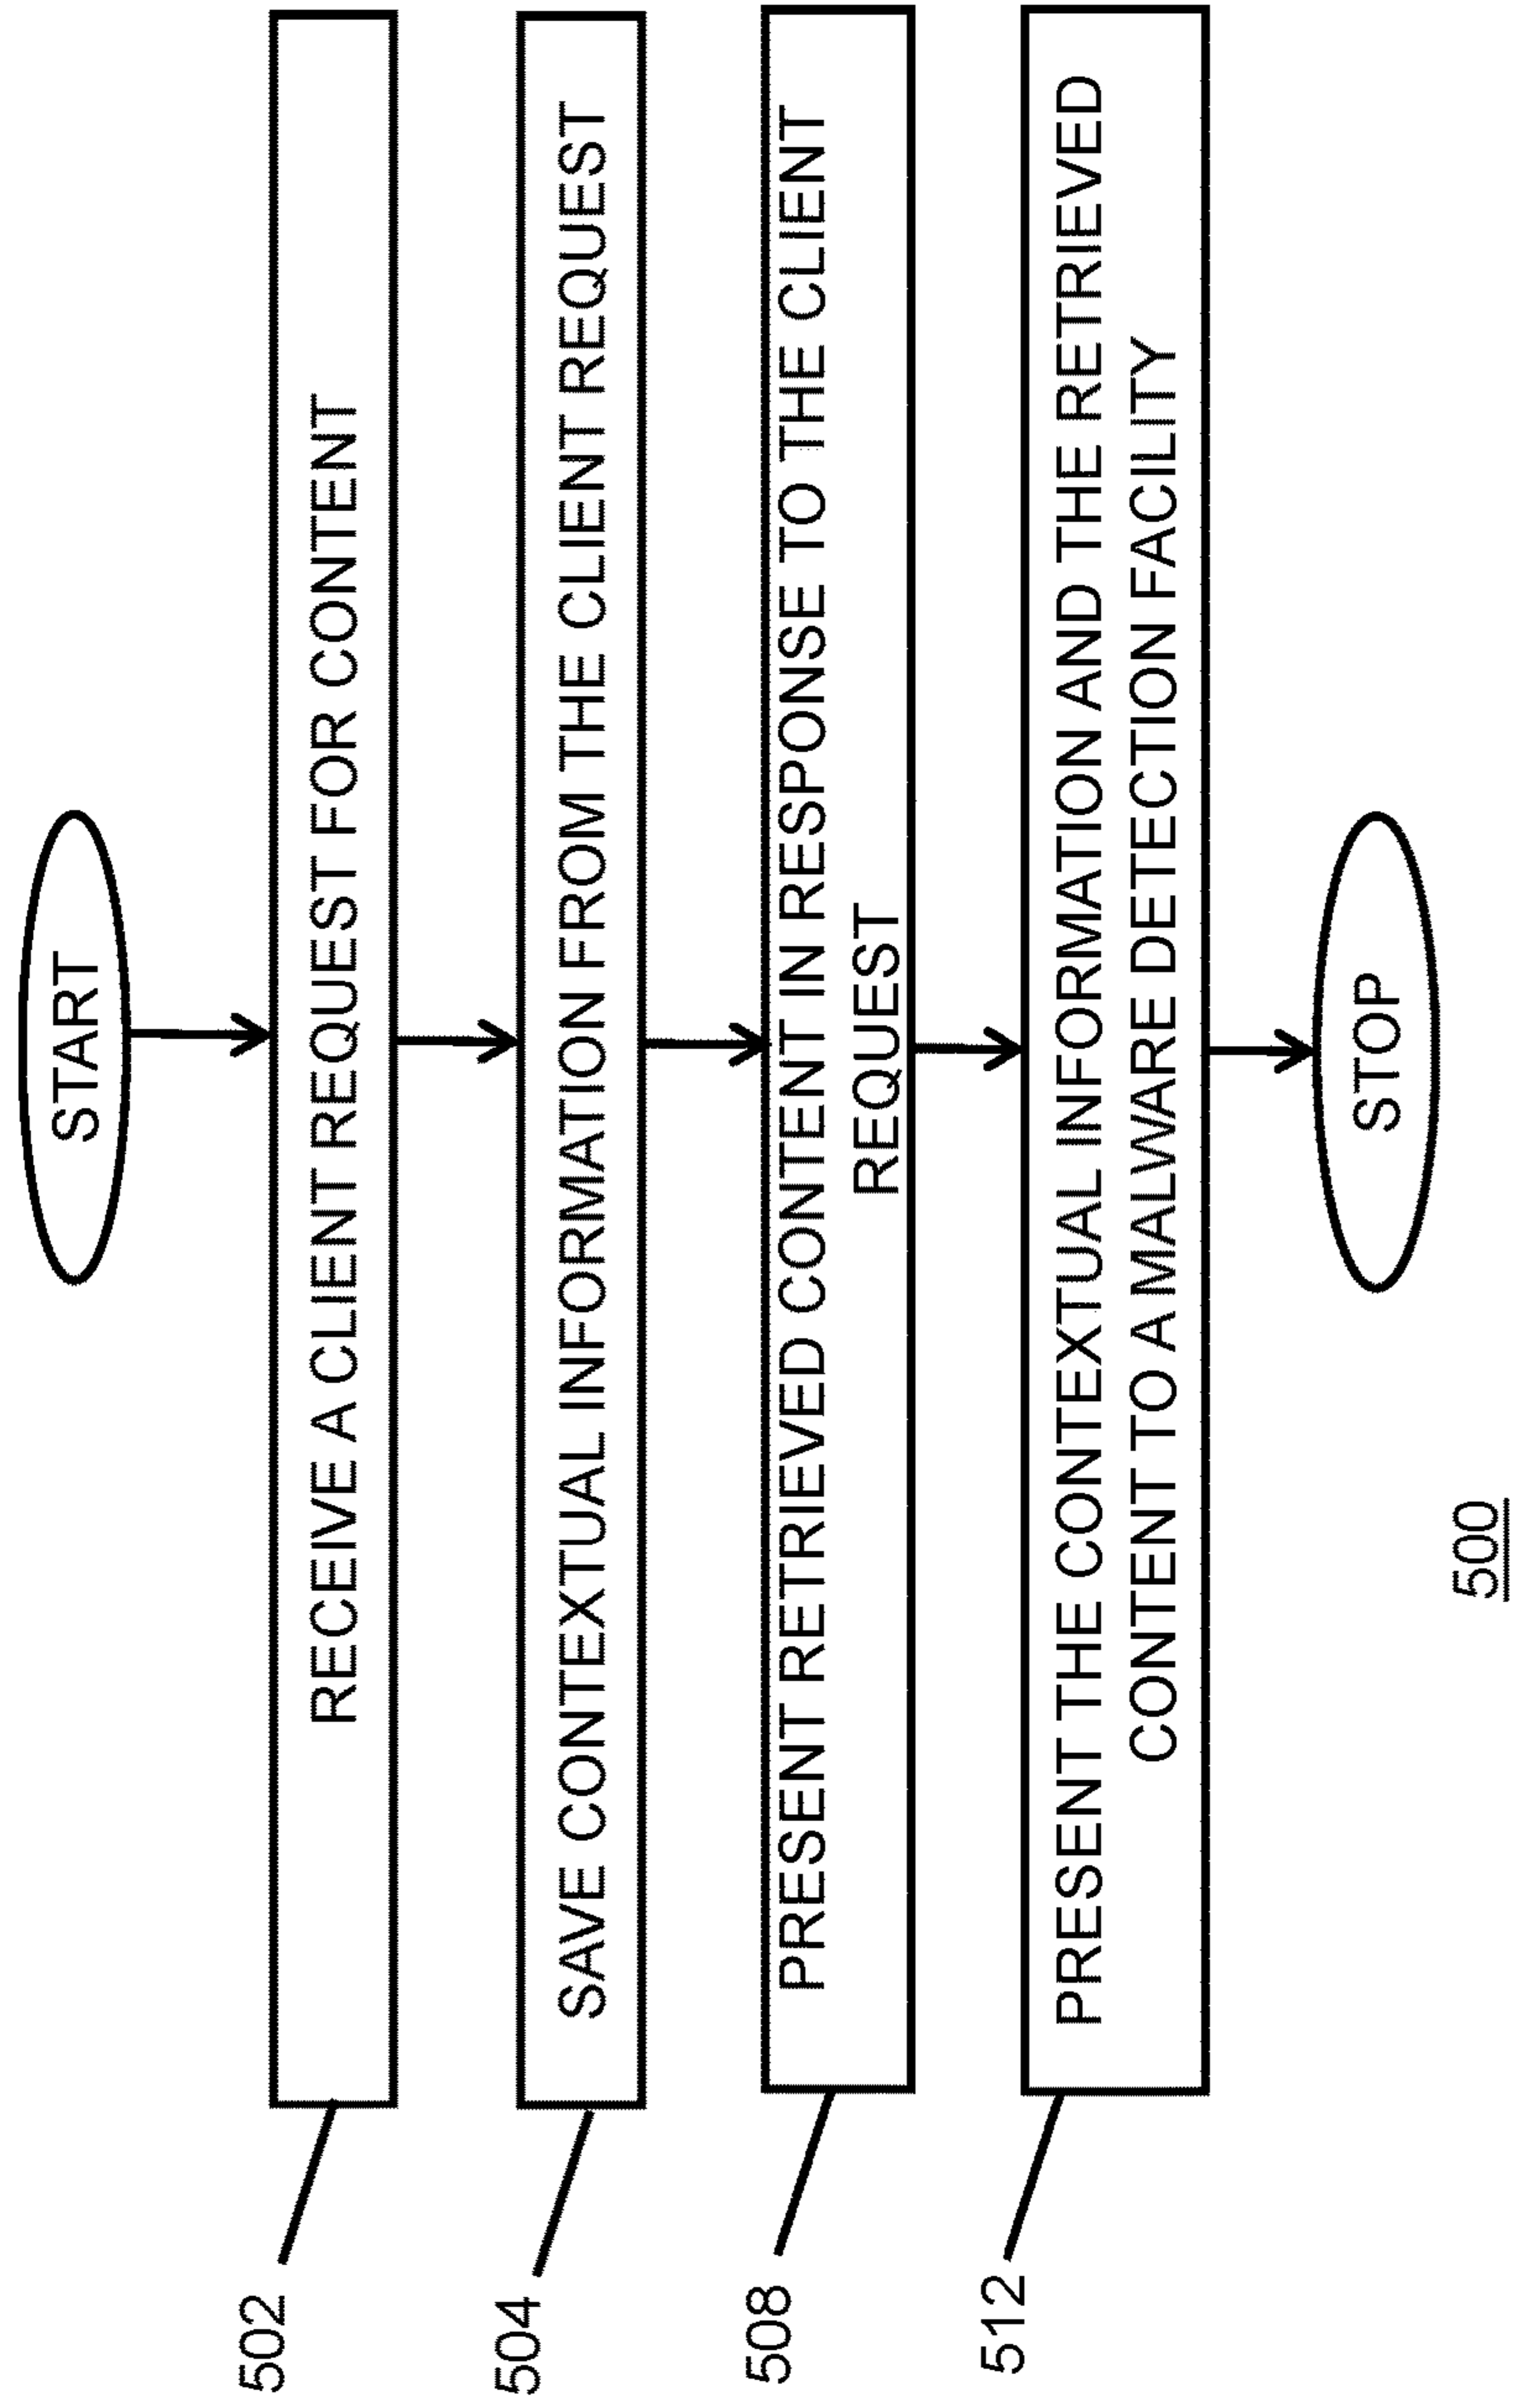 START
502
RECEIVE A CLIENT REQUEST FOR CONTENT
504
SAVE CONTEXTUAL INFORMATION FROM THE CLIENT REQUEST
508
PRESENT RETRIEVED CONTENT IN RESPONSE TO THE CLIENT
REQUEST
512
PRESENT THE CONTEXTUAL INFORMATION AND THE RETRIEVED
CONTENT TO A MALWARE DETECTION FACILITY
STOP
500